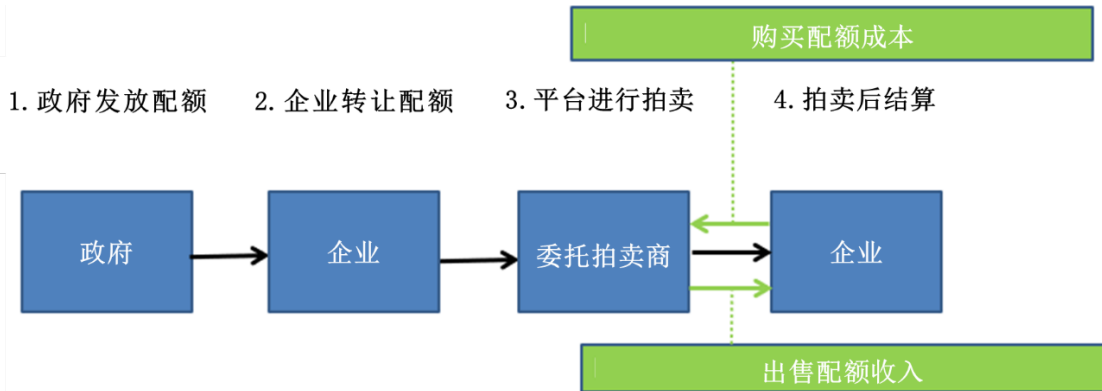 购买配额成本
1. 政府发放配额
2. 企业转让配额
3. 平台进行拍卖
4. 拍卖后结算
政府
企业
委托拍卖商
企业
出售配额收入